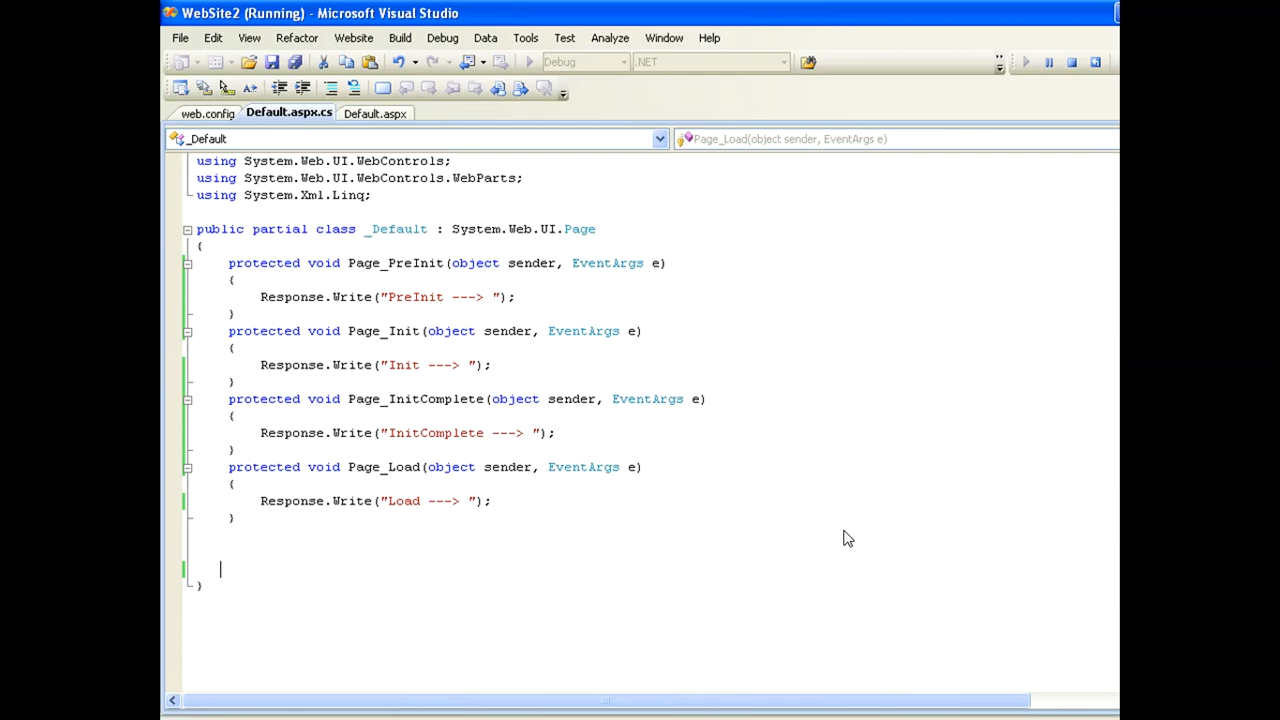 WebSite2 (Running) - Microsoft Visual Studio
File Edit View Refactor Website Build Debug Data Tools Test Analyze Window Help
Debug .NET
web.config Default.aspx.cs Default.aspx
_Default Page_Load(object sender, EventArgs e)
using System.Web.UI.WebControls;
using System.Web.UI.WebControls.WebParts;
using System.Xml.Linq;
public partial class _Default : System.Web.UI.Page
{
protected void Page_PreInit(object sender, EventArgs e)
{
Response.Write("PreInit ---> ");
}
protected void Page_Init(object sender, EventArgs e)
{
Response.Write("Init ---> ");
}
protected void Page_InitComplete(object sender, EventArgs e)
{
Response.Write("InitComplete ---> ");
}
protected void Page_Load(object sender, EventArgs e)
{
Response.Write("Load ---> ");
}
}